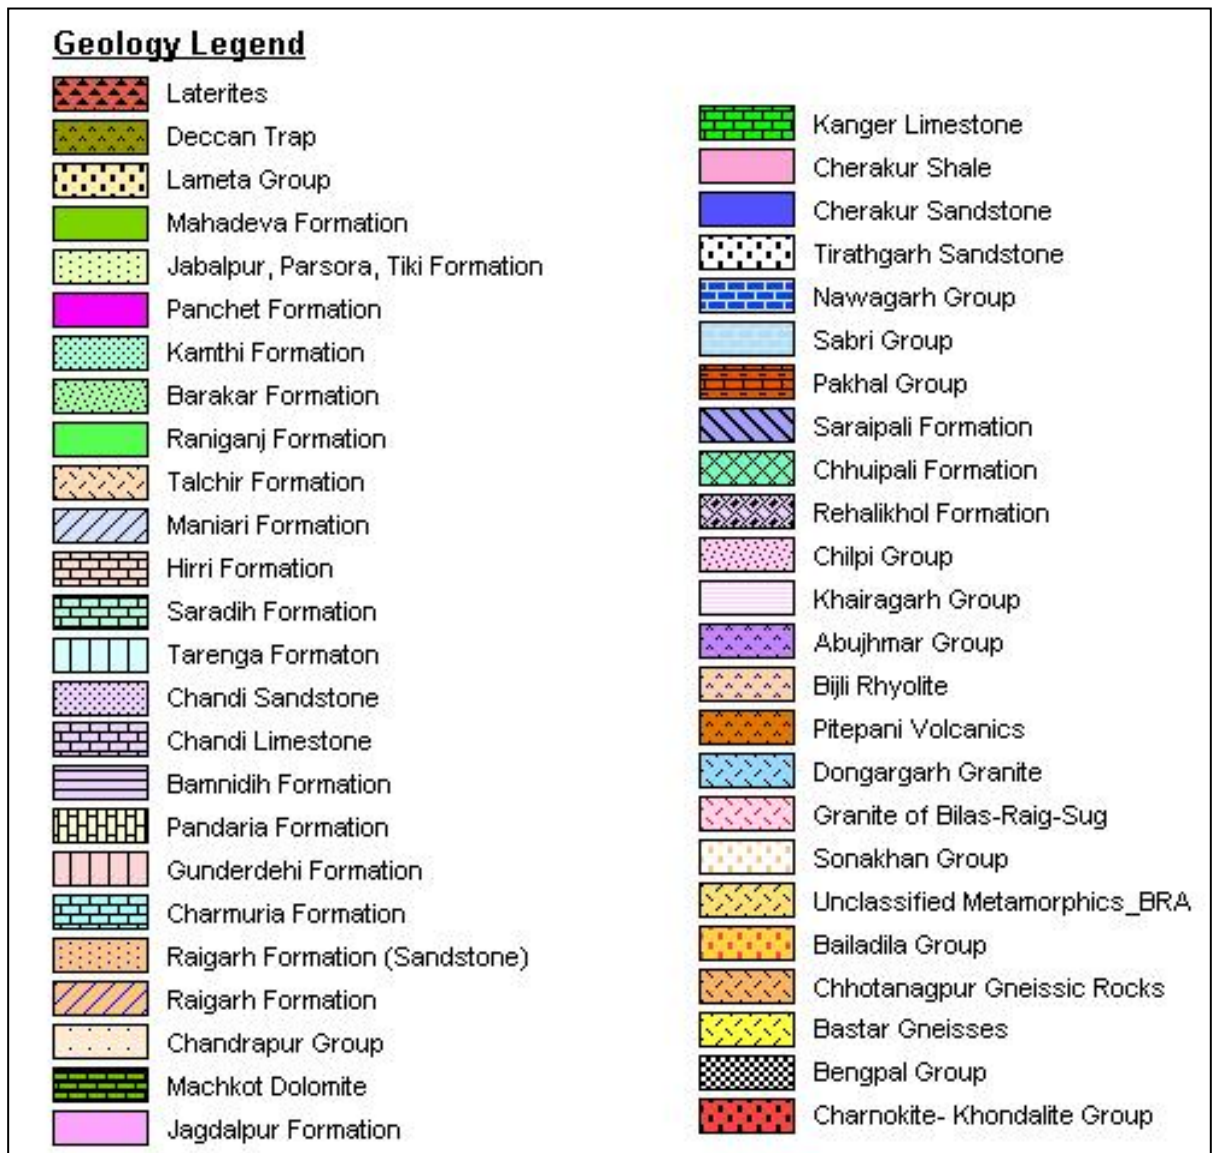 Geology Legend
Laterites
Deccan Trap
Lameta Group
Mahadeva Formation
Jabalpur, Parsora, Tiki Formation
Panchet Formation
Kamthi Formation
Barakar Formation
Raniganj Formation
Talchir Formation
Maniari Formation
Hirri Formation
Saradih Formation
Tarenga Formaton
Chandi Sandstone
Chandi Limestone
Bamnidih Formation
Pandaria Formation
Gunderdehi Formation
Charmuria Formation
Raigarh Formation (Sandstone)
Raigarh Formation
Chandrapur Group
Machkot Dolomite
Jagdalpur Formation
Kanger Limestone
Cherakur Shale
Cherakur Sandstone
Tirathgarh Sandstone
Nawagarh Group
Sabri Group
Pakhal Group
Saraipali Formation
Chhuipali Formation
Rehalikhol Formation
Chilpi Group
Khairagarh Group
Abujhmar Group
Bijli Rhyolite
Pitepani Volcanics
Dongargarh Granite
Granite of Bilas-Raig-Sug
Sonakhan Group
Unclassified Metamorphics_BRA
Bailadila Group
Chhotanagpur Gneissic Rocks
Bastar Gneisses
Bengpal Group
Charnokite- Khondalite Group